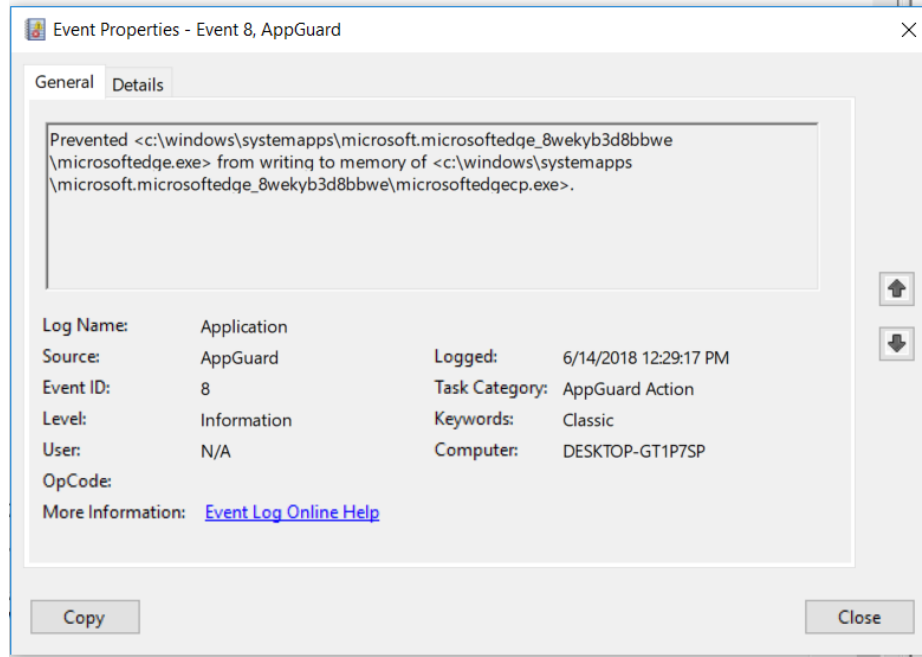 Event Properties - Event 8, AppGuard
General Details
Prevented <c:\windows\systemapps\microsoft.microsoftedge_8wekyb3d8bbwe
\microsoftedge.exe> from writing to memory of <c:\windows\systemapps
\microsoft.microsoftedge_8wekyb3d8bbwe\microsoftedgecp.exe>.
Log Name: Application
Source: AppGuard Logged: 6/14/2018 12:29:17 PM
Event ID: 8 Task Category: AppGuard Action
Level: Information Keywords: Classic
User: N/A Computer: DESKTOP-GT1P7SP
OpCode:
More Information: Event Log Online Help
Copy Close